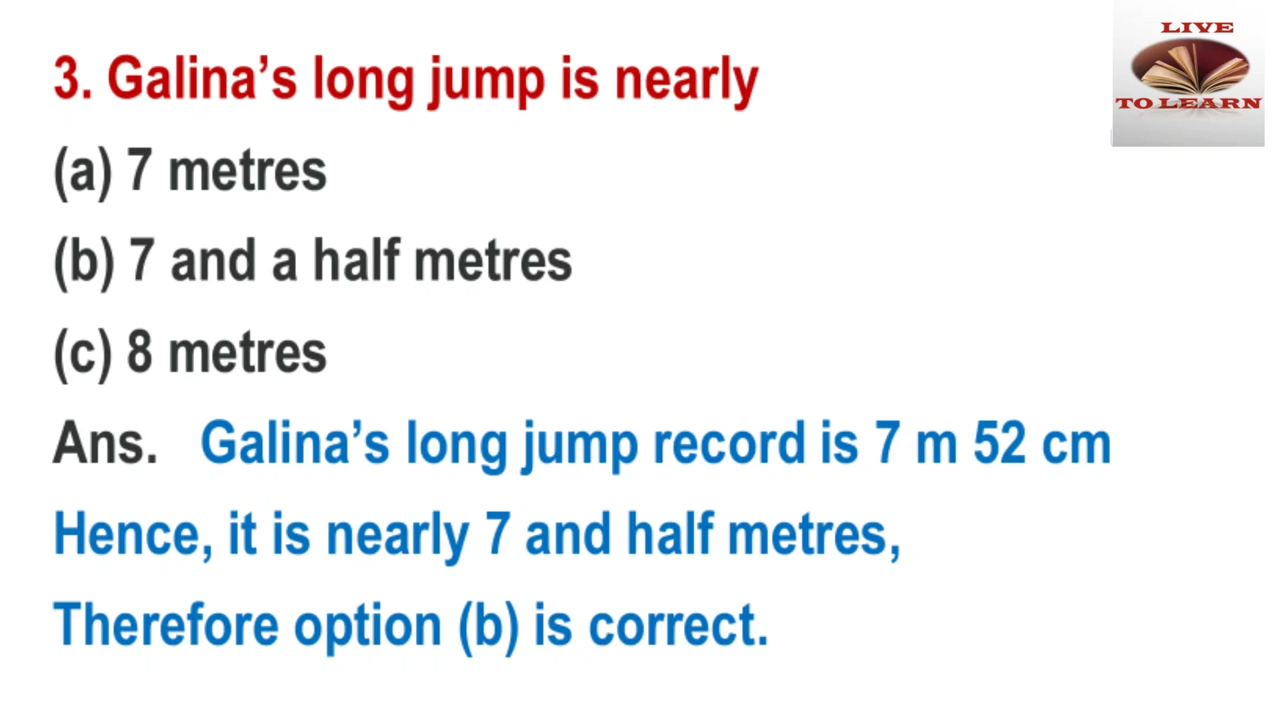 LIVE
TO LEARN
3. Galina’s long jump is nearly
(a) 7 metres
(b) 7 and a half metres
(c) 8 metres
Ans. Galina’s long jump record is 7 m 52 cm
Hence, it is nearly 7 and half metres,
Therefore option (b) is correct.